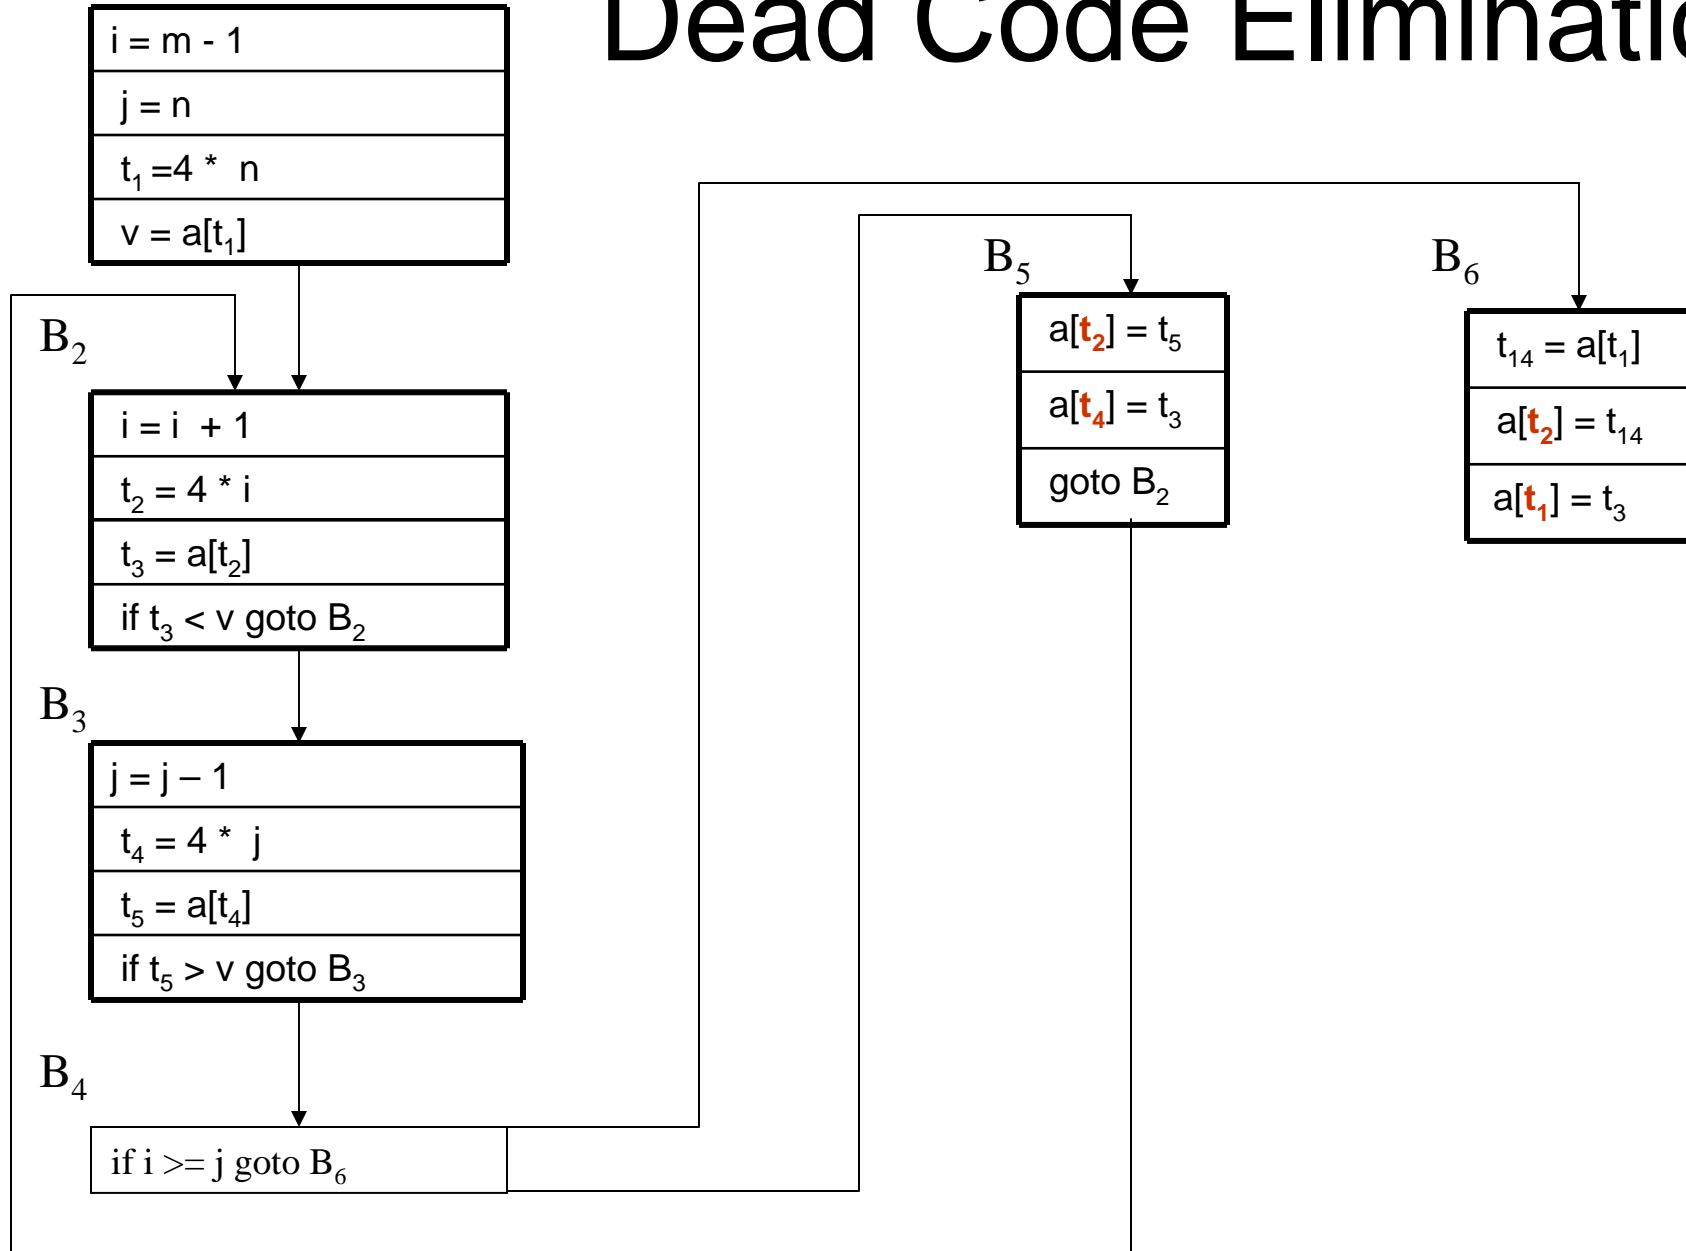 Dead Code
i = m - 1
j = n
t₁ =4 * n
v = a[t₁]
B₂
i = i + 1
t₂ = 4 * i
t₃ = a[t₂]
if t₃ < v goto B₂
B₃
j = j – 1
t₄ = 4 * j
t₅ = a[t₄]
if t₅ > v goto B₃
B₄
if i >= j goto B₆
B₅
a[t₂] = t₅
a[t₄] = t₃
goto B₂
B₆
t₁₄ = a[t₁]
a[t₂] = t₁₄
a[t₁] = t₃